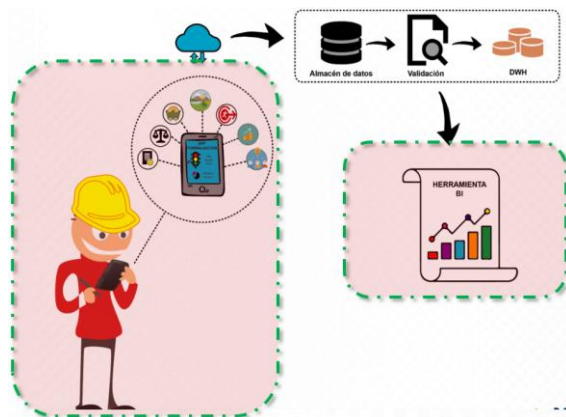 Almacén de datos
Validación
DWH
HERRAMIENTA
BI